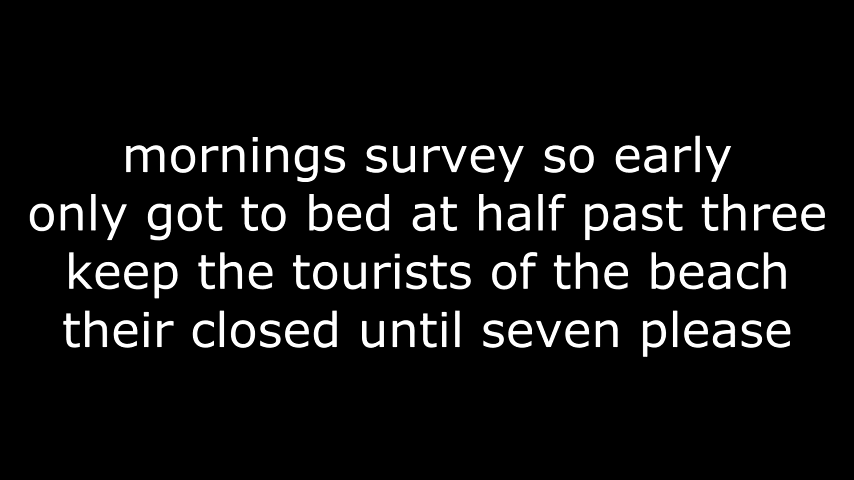 mornings survey so early
only got to bed at half past three
keep the tourists of the beach
their closed until seven please